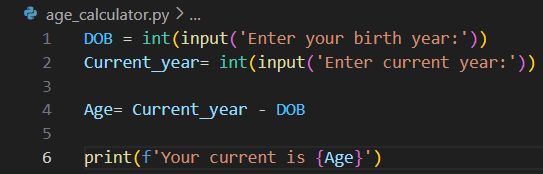 age_calculator.py > ...
1 DOB = int(input('Enter your birth year:'))
2 Current_year= int(input('Enter current year:'))
3
4 Age= Current_year - DOB
5
6 print(f'Your current is {Age}')